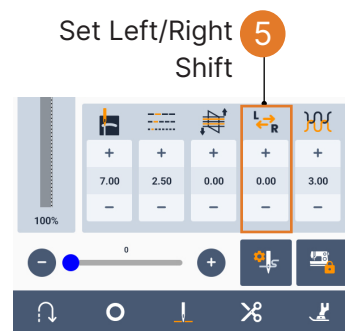 Set Left/Right 5
Shift
L R
+ + + + +
7.00 2.50 0.00 0.00 3.00
− − − − −
100%
0
− +